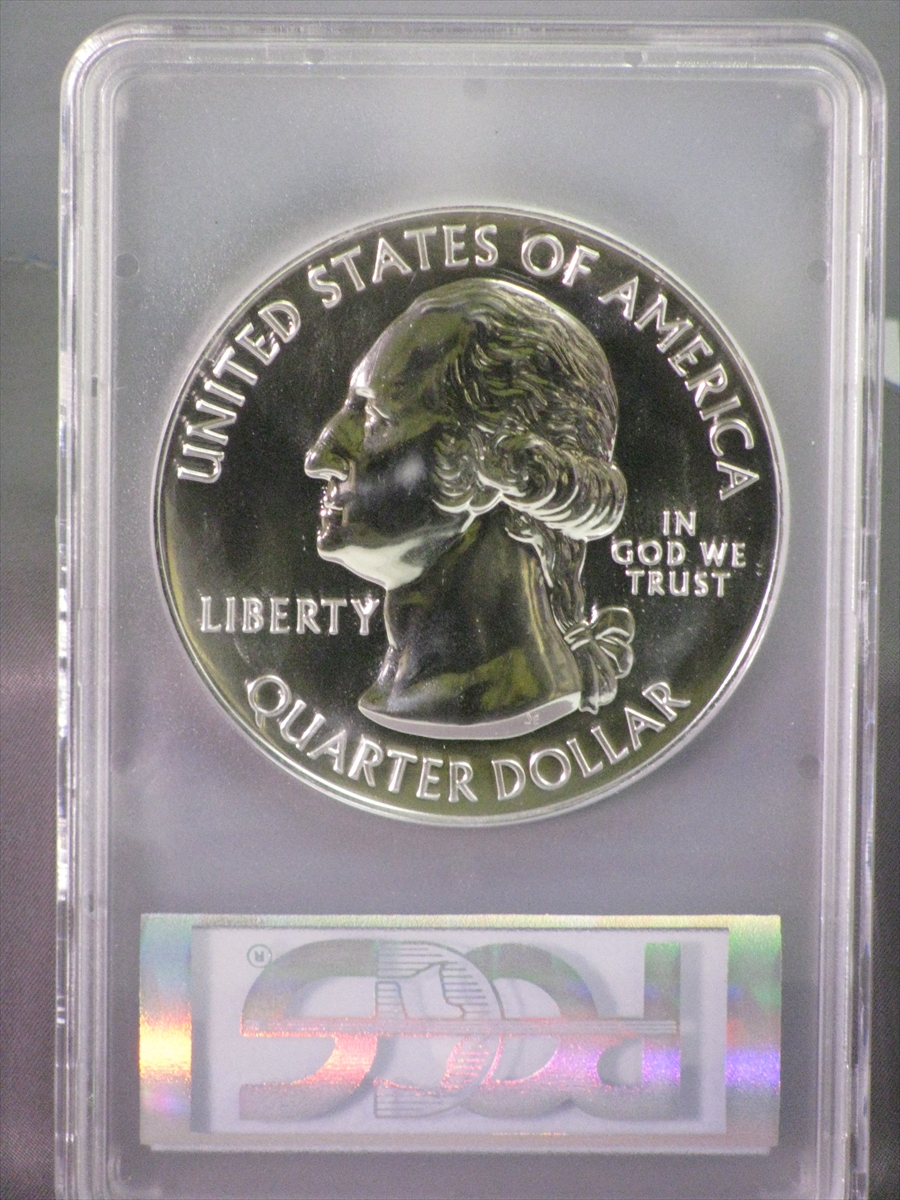 UNITED STATES OF AMERICA
IN
GOD WE
TRUST
LIBERTY
QUARTER DOLLAR